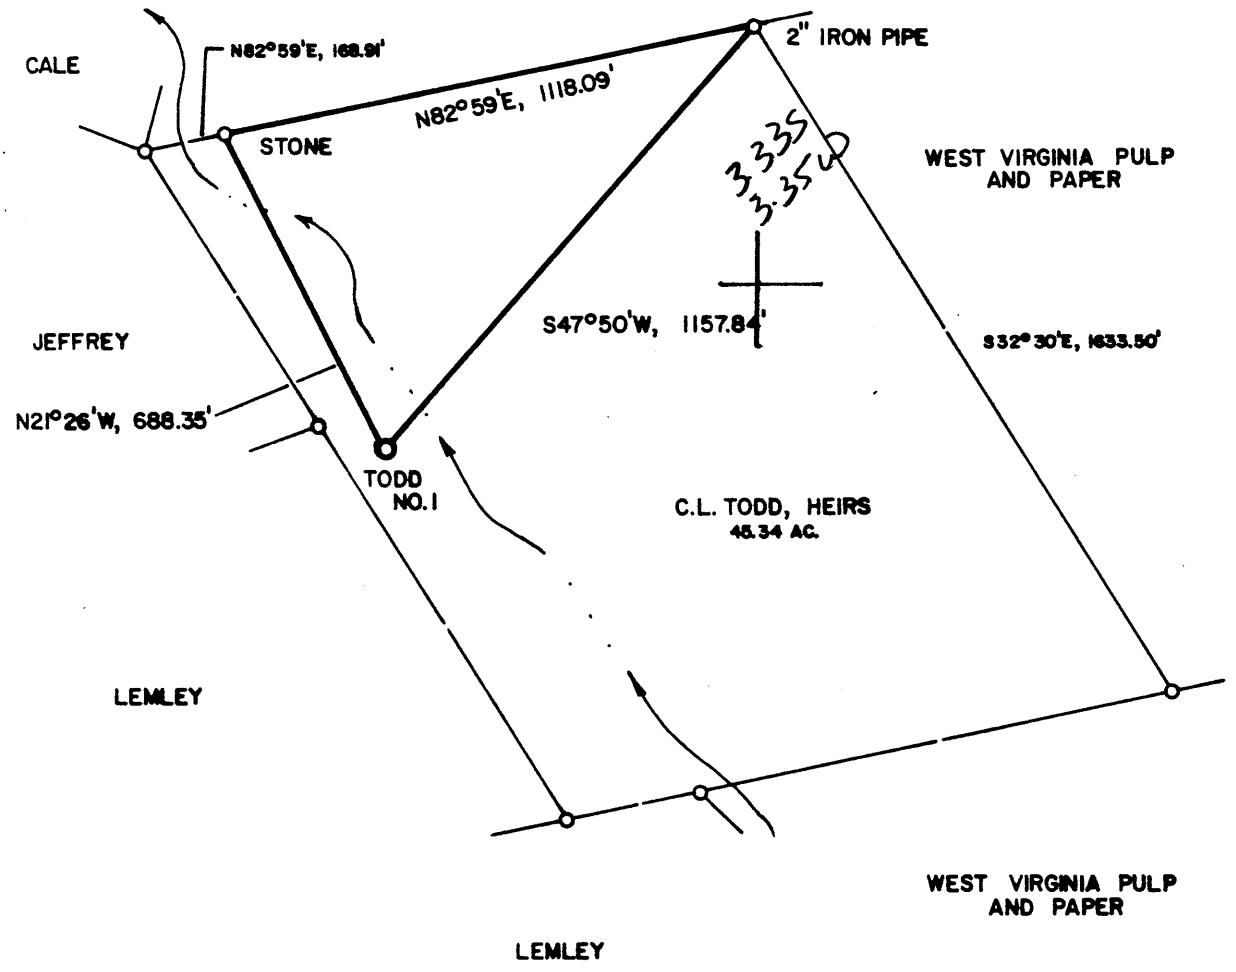 2" IRON PIPE
N82°59'E, 168.91'
CALE
N82°59'E, 1118.09'
STONE
3.33S
3.35W
WEST VIRGINIA PULP
AND PAPER
S47°50'W, 1157.84'
JEFFREY
S32°30'E, 1633.50'
N21°26'W, 688.35'
TODD
NO.1
C.L. TODD, HEIRS
45.34 AC.
LEMLEY
WEST VIRGINIA PULP
AND PAPER
LEMLEY